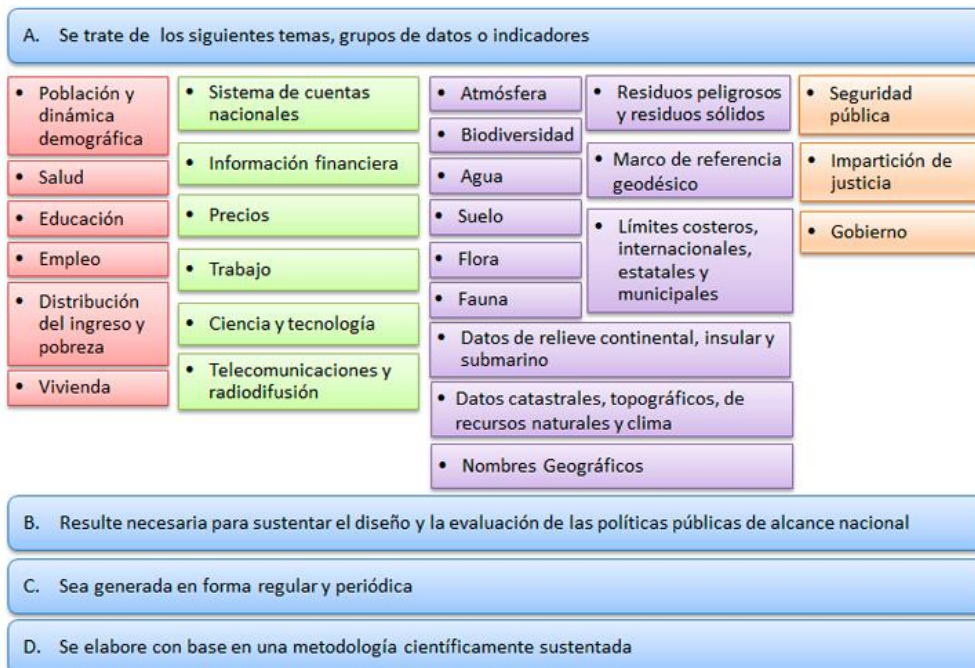 A. Se trate de los siguientes temas, grupos de datos o indicadores
• Población y
dinámica
demográfica
• Salud
• Educación
• Empleo
• Distribución
del ingreso y
pobreza
• Vivienda
• Sistema de cuentas
nacionales
• Información financiera
• Precios
• Trabajo
• Ciencia y tecnología
• Telecomunicaciones y
radiodifusión
• Atmósfera
• Biodiversidad
• Agua
• Suelo
• Flora
• Fauna
• Residuos peligrosos
y residuos sólidos
• Marco de referencia
geodésico
• Límites costeros,
internacionales,
estatales y
municipales
• Datos de relieve continental, insular y
submarino
• Datos catastrales, topográficos, de
recursos naturales y clima
• Nombres Geográficos
• Seguridad
pública
• Impartición de
justicia
• Gobierno
B. Resulte necesaria para sustentar el diseño y la evaluación de las políticas públicas de alcance nacional
C. Sea generada en forma regular y periódica
D. Se elabore con base en una metodología científicamente sustentada